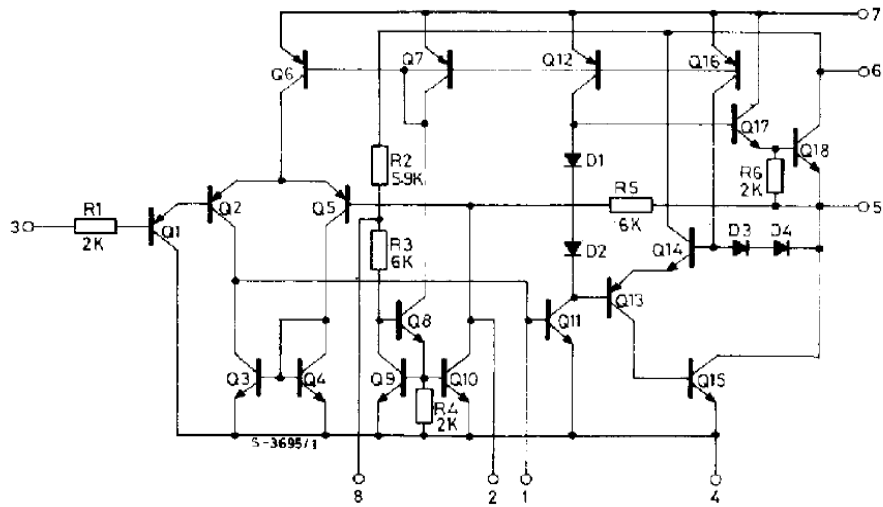 7
Q6
Q7
Q12
Q16
6
Q17
Q18
R2
5.9K
D1
R6
2K
R5
6K
5
3
R1
2K
Q1
Q2
Q5
R3
6K
D2
Q14
D3
D4
Q8
Q11
Q13
Q3
Q4
Q9
Q10
R4
2K
Q15
S-3695/1
8
2
1
4